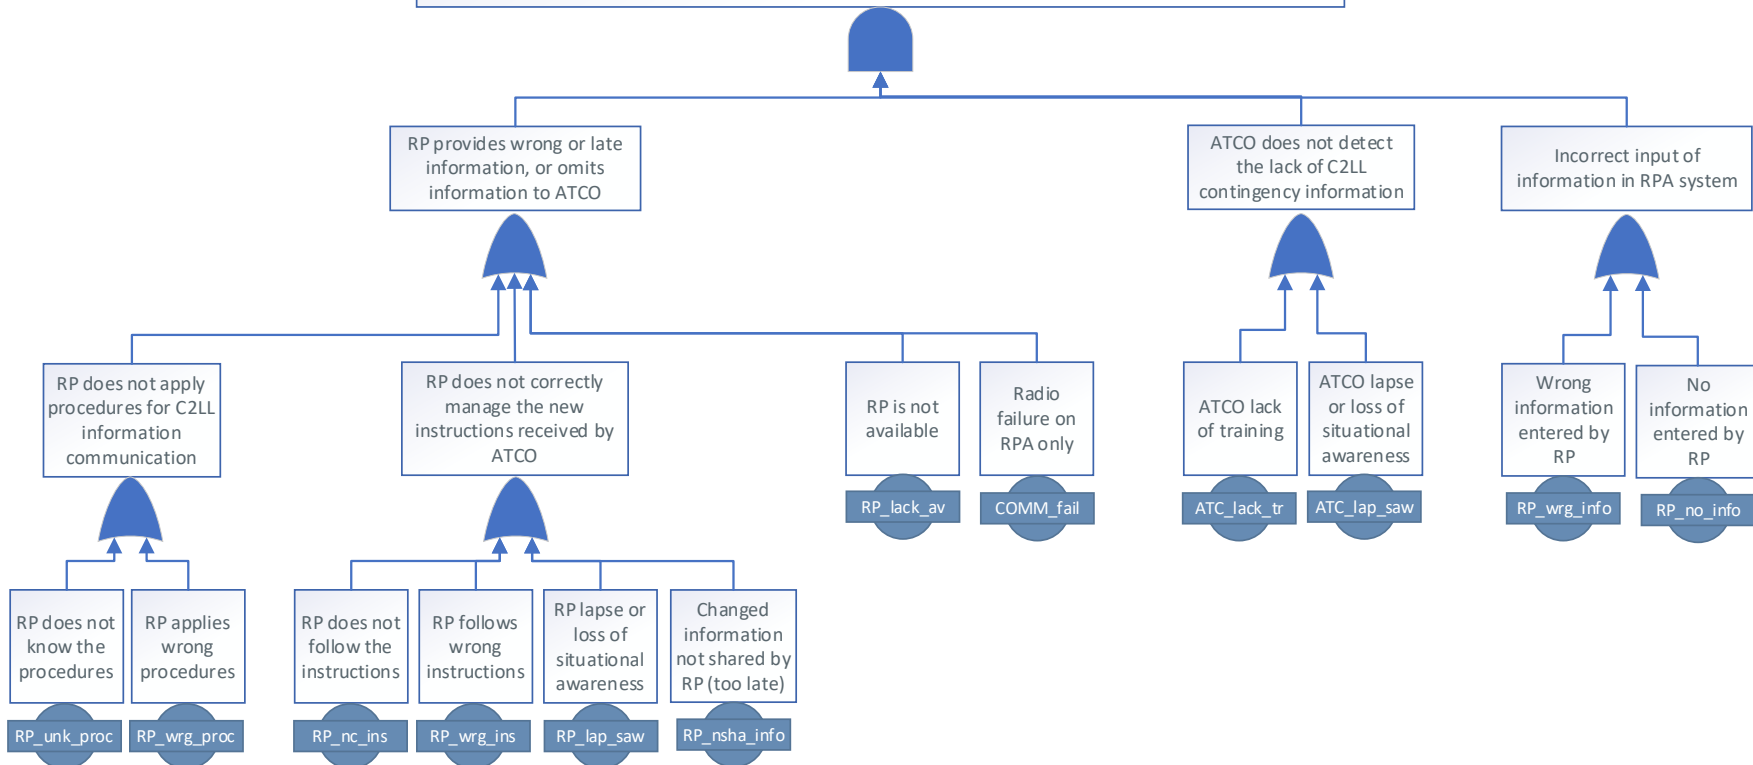 RP provides wrong or late
information, or omits
information to ATCO
ATCO does not detect
the lack of C2LL
contingency information
Incorrect input of
information in RPA system
RP does not apply
procedures for C2LL
information
communication
RP does not correctly
manage the new
instructions received by
ATCO
RP is not
available
Radio
failure on
RPA only
ATCO lack
of training
ATCO lapse
or loss of
situational
awareness
Wrong
information
entered by
RP
No
information
entered by
RP
RP_lack_av
COMM_fail
ATC_lack_tr
ATC_lap_saw
RP_wrg_info
RP_no_info
RP does not
know the
procedures
RP applies
wrong
procedures
RP does not
follow the
instructions
RP follows
wrong
instructions
RP lapse or
loss of
situational
awareness
Changed
information
not shared by
RP (too late)
RP_unk_proc
RP_wrg_proc
RP_nc_ins
RP_wrg_ins
RP_lap_saw
RP_nsha_info